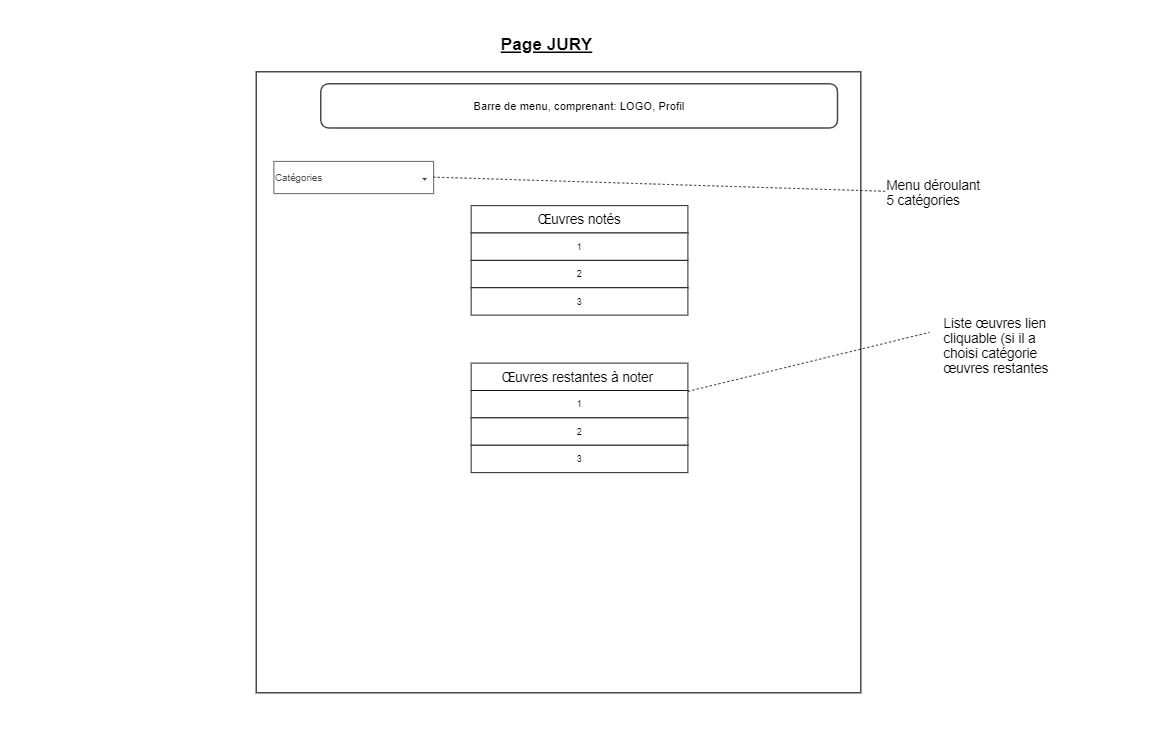 Page JURY
Barre de menu, comprenant: LOGO, Profil
Catégories
Menu déroulant
5 catégories
Œuvres notés
1
2
3
Liste œuvres lien
cliquable (si il a
choisi catégorie
œuvres restantes
Œuvres restantes à noter
1
2
3